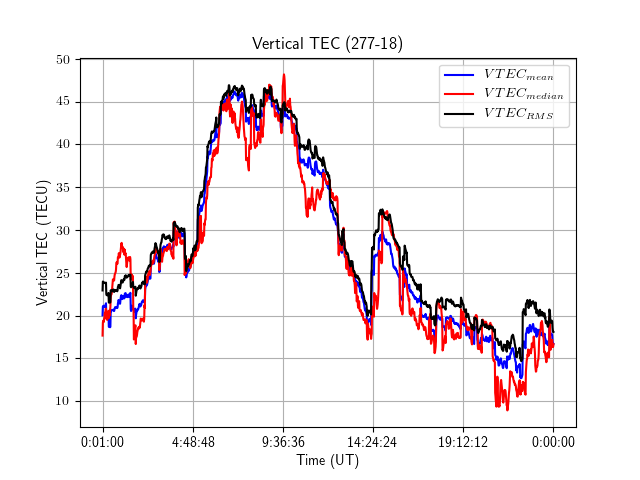 Vertical TEC (277-18)
VTEC_mean
VTEC_median
VTEC_RMS
Vertical TEC (TECU)
50
45
40
35
30
25
20
15
10
0:01:00 4:48:48 9:36:36 14:24:24 19:12:12 0:00:00
Time (UT)